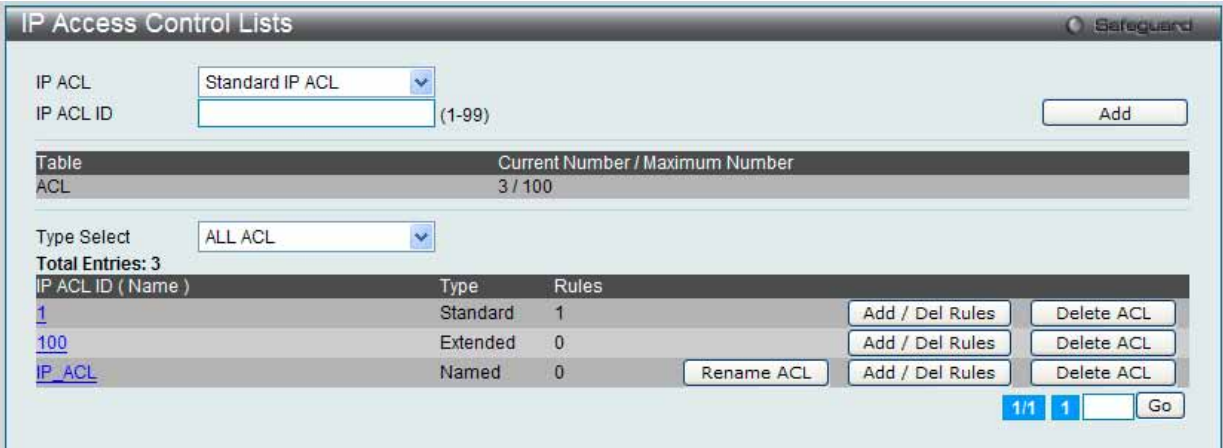 IP Access Control Lists Safeguard
IP ACL Standard IP ACL
IP ACL ID (1-99) Add
Table Current Number / Maximum Number
ACL 3 / 100
Type Select ALL ACL
Total Entries: 3
IP ACL ID ( Name ) Type Rules
1 Standard 1 Add / Del Rules Delete ACL
100 Extended 0 Add / Del Rules Delete ACL
IP_ACL Named 0 Rename ACL Add / Del Rules Delete ACL
1/1 1 Go